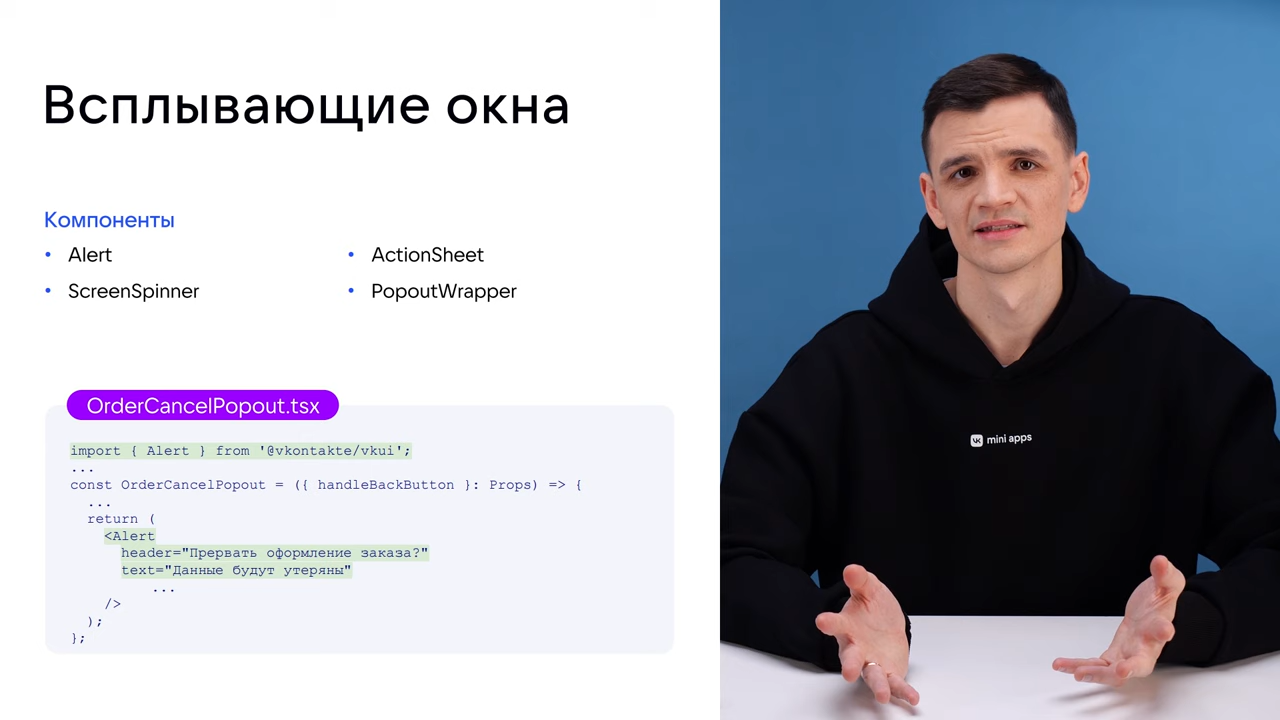 Всплывающие окна
Компоненты
• Alert
• ScreenSpinner
• ActionSheet
• PopoutWrapper
OrderCancelPopout.tsx
import { Alert } from '@vkontakte/vkui';
...
const OrderCancelPopout = ({ handleBackButton }: Props) => {
  ...
  return (
    <Alert
      header="Прервать оформление заказа?"
      text="Данные будут утеряны"
          ...
    />
  );
};
mini apps